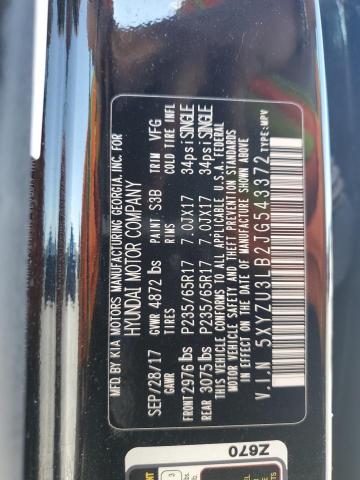 MFD. BY KIA MOTORS MANUFACTURING GEORGIA, INC. FOR
HYUNDAI MOTOR COMPANY
SEP/28/17 GVWR 4872 lbs PAINT: S3B TRIM VFG
GAWR TIRES RIMS COLD TIRE INFL
FRONT 2976 lbs P235/65R17 7.0JX17 34psi SINGLE
REAR 3075 lbs P235/65R17 7.0JX17 34psi SINGLE
THIS VEHICLE CONFORMS TO ALL APPLICABLE U.S.A. FEDERAL
MOTOR VEHICLE SAFETY AND THEFT PREVENTION STANDARDS IN
EFFECT ON THE DATE OF MANUFACTURE SHOWN ABOVE.
V.I.N : 5XYZU3LB2JG543372 TYPE:MPV
Z670